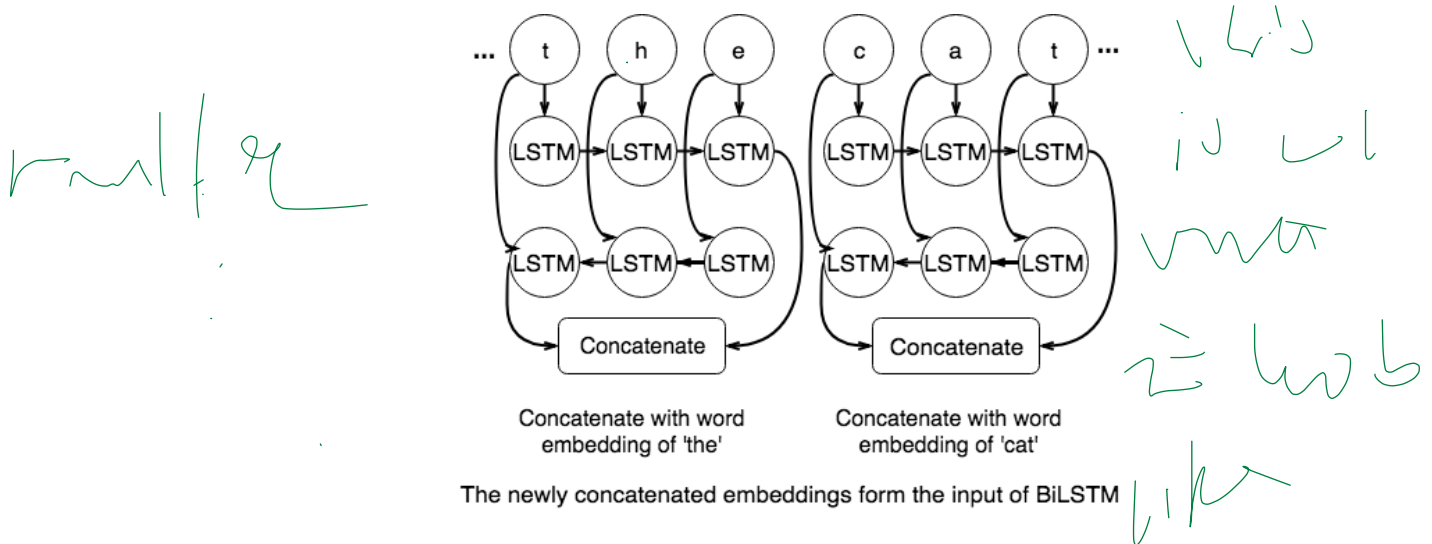 ... t h e c a t ...
LSTM LSTM LSTM LSTM LSTM LSTM
LSTM LSTM LSTM LSTM LSTM LSTM
Concatenate Concatenate
Concatenate with word
embedding of 'the'
Concatenate with word
embedding of 'cat'
The newly concatenated embeddings form the input of BiLSTM